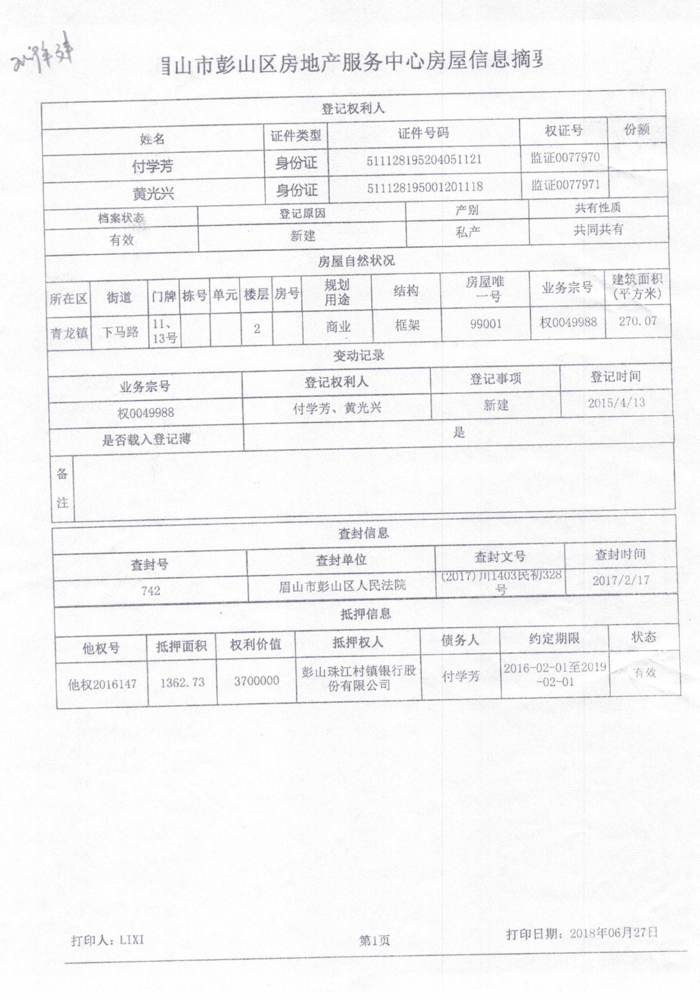 眉山市彭山区房地产服务中心房屋信息摘要
登记权利人
姓名 证件类型 证件号码 权证号 份额
付学芳 身份证 511128195204051121 监证0077970
黄光兴 身份证 511128195001201118 监证0077971
档案状态 登记原因 产别 共有性质
有效 新建 私产 共同共有
房屋自然状况
所在区 街道 门牌 栋号 单元 楼层 房号 规划用途 结构 房屋唯一号 业务宗号 建筑面积(平方米)
青龙镇 下马路 11、13号 2 商业 框架 99001 权0049988 270.07
变动记录
业务宗号 登记权利人 登记事项 登记时间
权0049988 付学芳、黄光兴 新建 2015/4/13
是否载入登记薄 是
备注
查封信息
查封号 查封单位 查封文号 查封时间
742 眉山市彭山区人民法院 (2017)川1403民初328号 2017/2/17
抵押信息
他权号 抵押面积 权利价值 抵押权人 债务人 约定期限 状态
他权2016147 1362.73 3700000 彭山珠江村镇银行股份有限公司 付学芳 2016-02-01至2019-02-01 有效
打印人：LIXI 第1页 打印日期：2018年06月27日